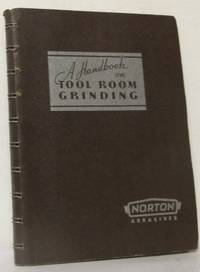 A Handbook
ON
TOOL ROOM
GRINDING
NORTON
ABRASIVES